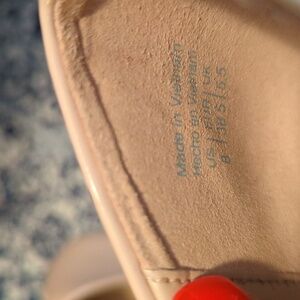 Made in Vietnam
Hecho en Vietnam
US | EUR | UK
8 | 38.5 | 5.5